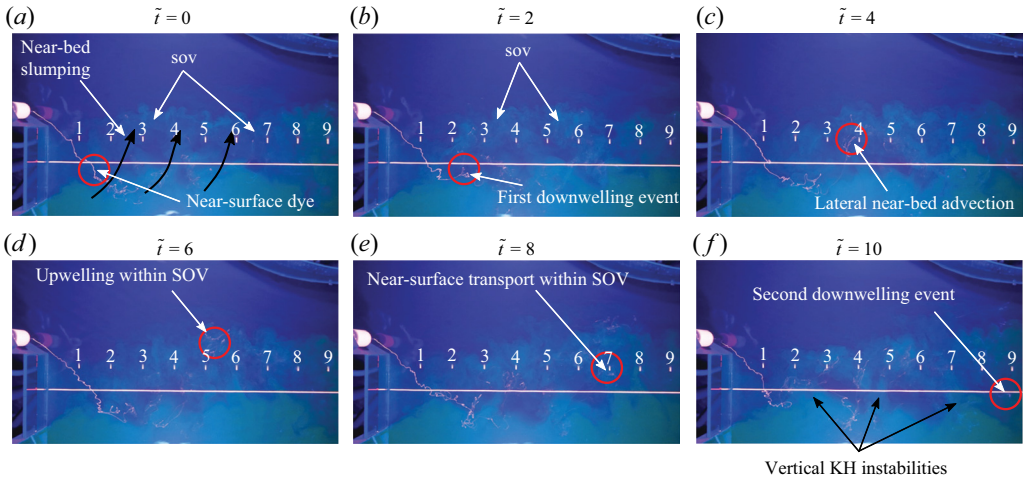 (a) t̃ = 0
Near-bed
slumping
sov
1 2 3 4 5 6 7 8 9
Near-surface dye
(b) t̃ = 2
sov
1 2 3 4 5 6 7 8 9
First downwelling event
(c) t̃ = 4
1 2 3 4 5 6 7 8 9
Lateral near-bed advection
(d) t̃ = 6
Upwelling within SOV
1 2 3 4 5 6 7 8 9
(e) t̃ = 8
Near-surface transport within SOV
1 2 3 4 5 6 7 8 9
(f) t̃ = 10
Second downwelling event
1 2 3 4 5 6 7 8 9
Vertical KH instabilities